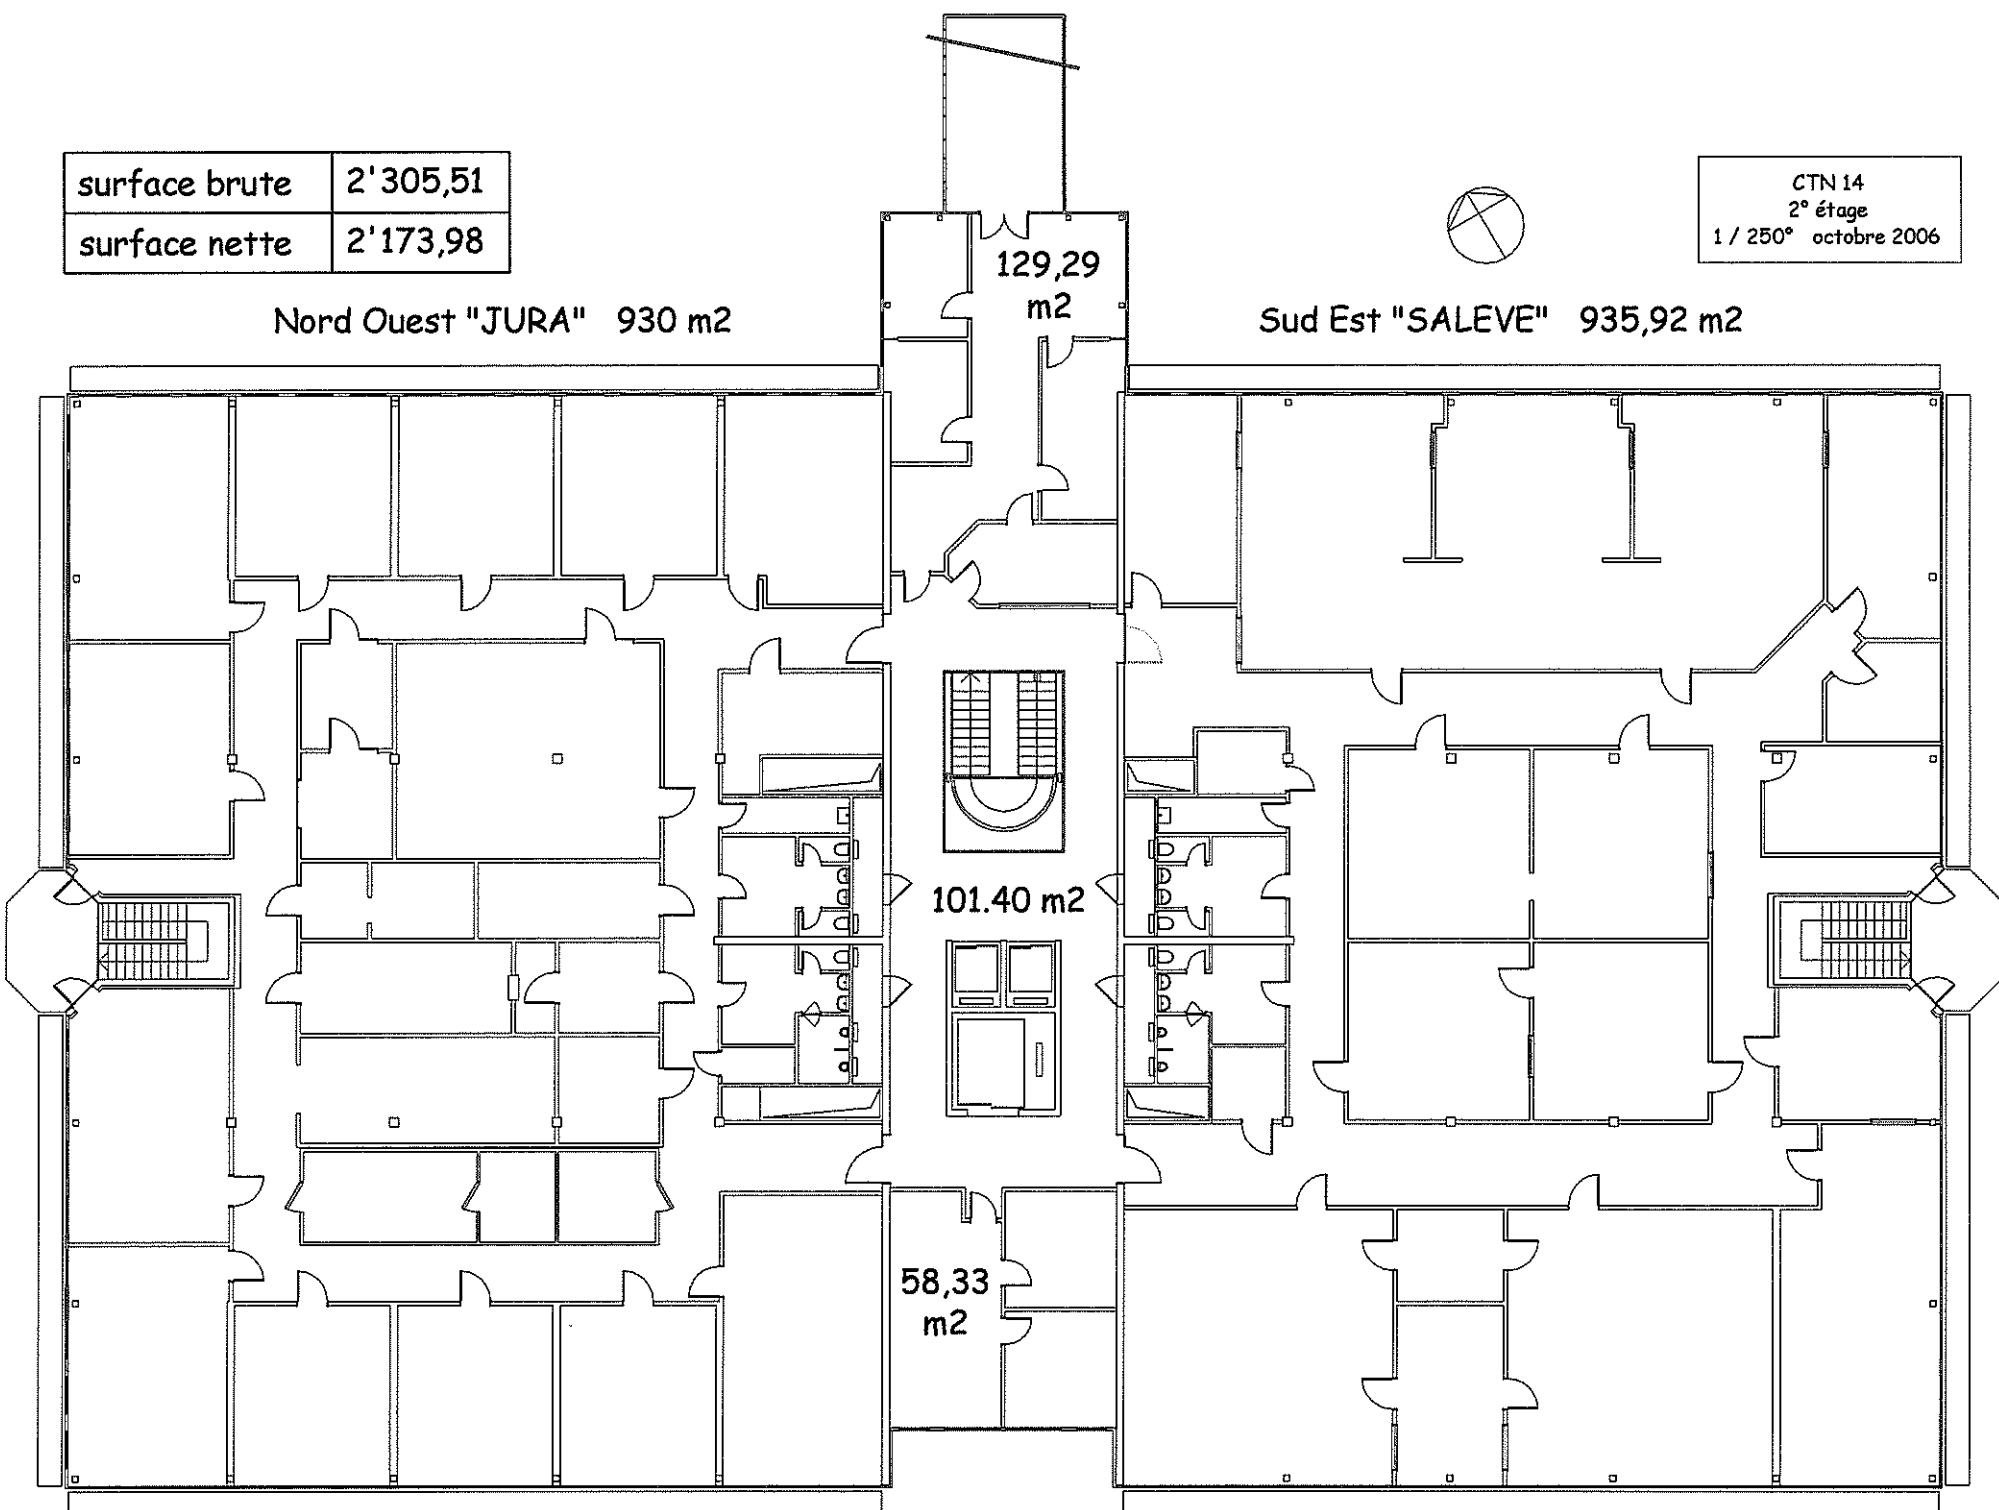 surface brute 2'305,51
surface nette 2'173,98
CTN 14
2° étage
1 / 250° octobre 2006
129,29
m2
Nord Ouest "JURA" 930 m2
Sud Est "SALEVE" 935,92 m2
101.40 m2
58,33
m2